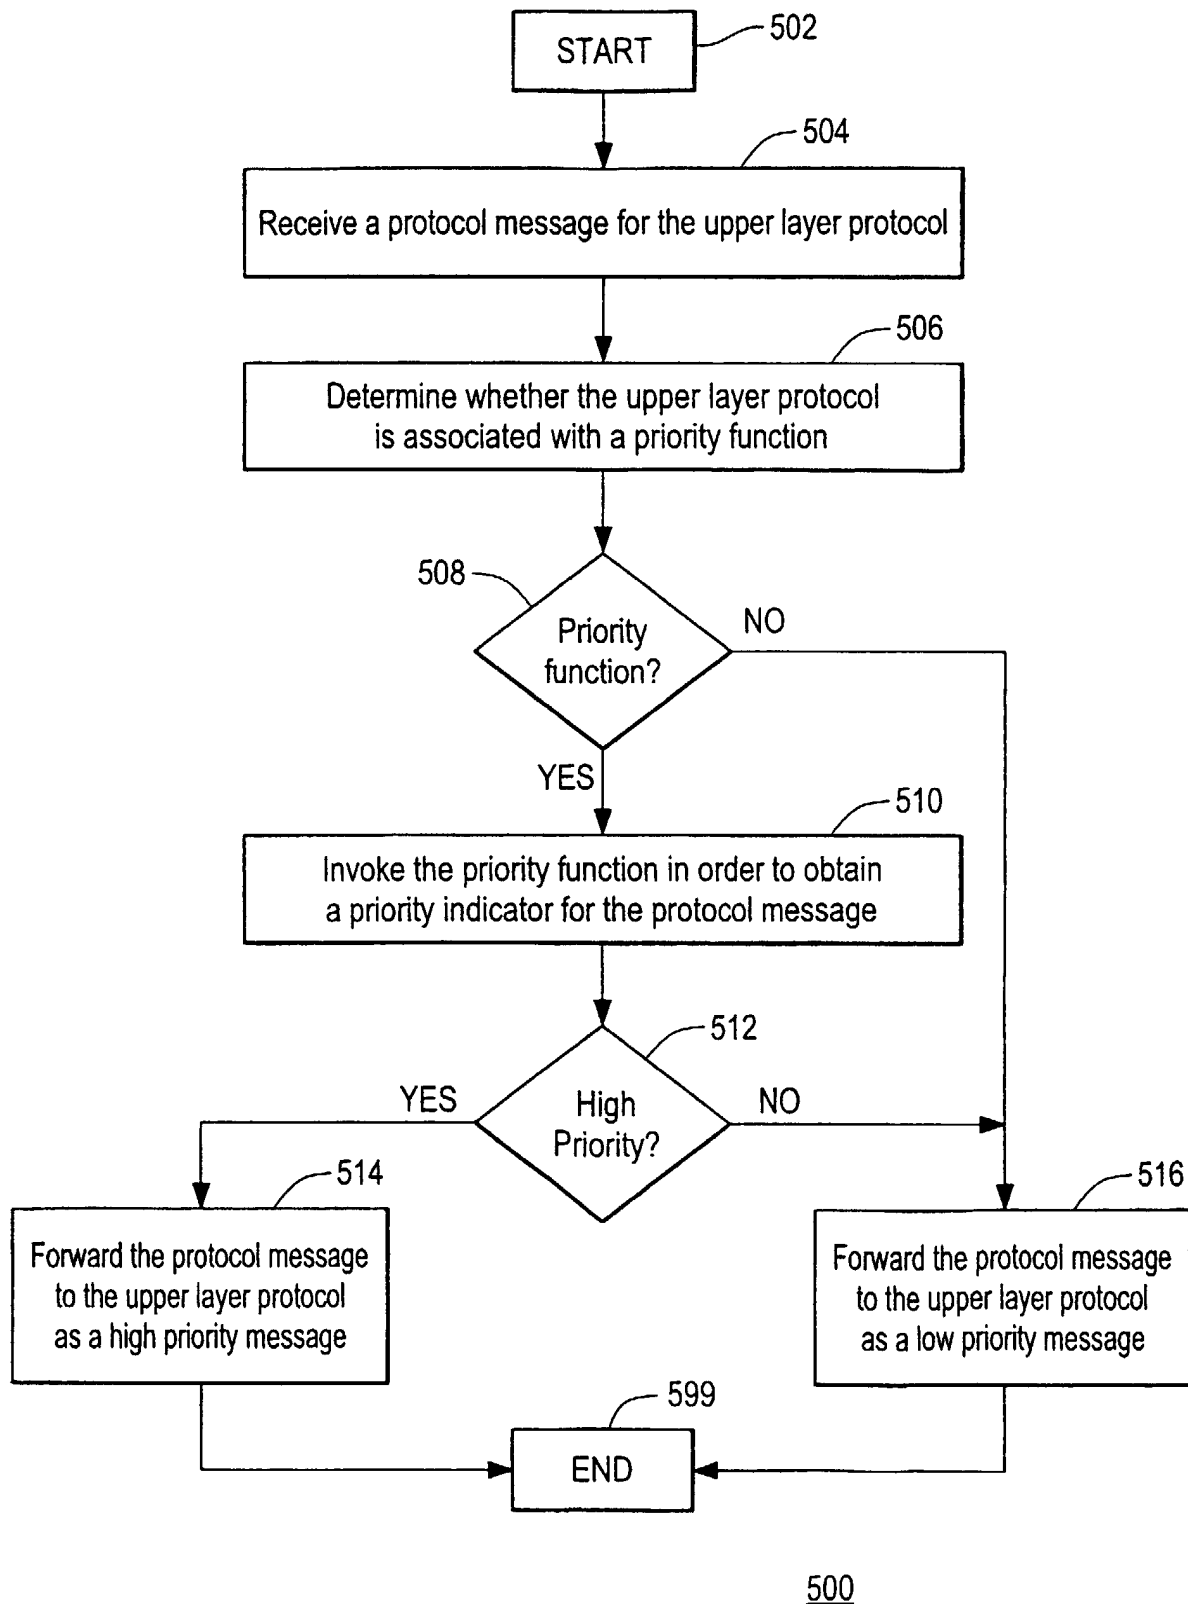 START
502
504
Receive a protocol message for the upper layer protocol
506
Determine whether the upper layer protocol
is associated with a priority function
508
Priority
function?
NO
YES
510
Invoke the priority function in order to obtain
a priority indicator for the protocol message
512
High
Priority?
YES
NO
514
Forward the protocol message
to the upper layer protocol
as a high priority message
516
Forward the protocol message
to the upper layer protocol
as a low priority message
599
END
500